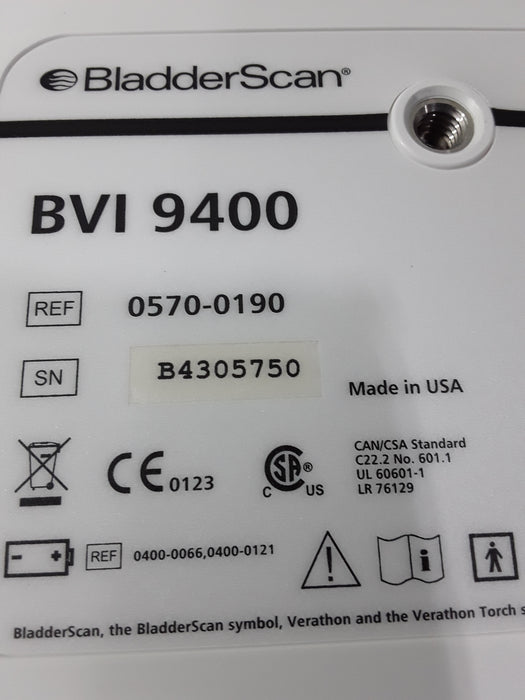 BladderScan®
BVI 9400
REF 0570-0190
SN B4305750
Made in USA
CE 0123
CSA® C US
CAN/CSA Standard
C22.2 No. 601.1
UL 60601-1
LR 76129
REF 0400-0066,0400-0121
BladderScan, the BladderScan symbol, Verathon and the Verathon Torch s